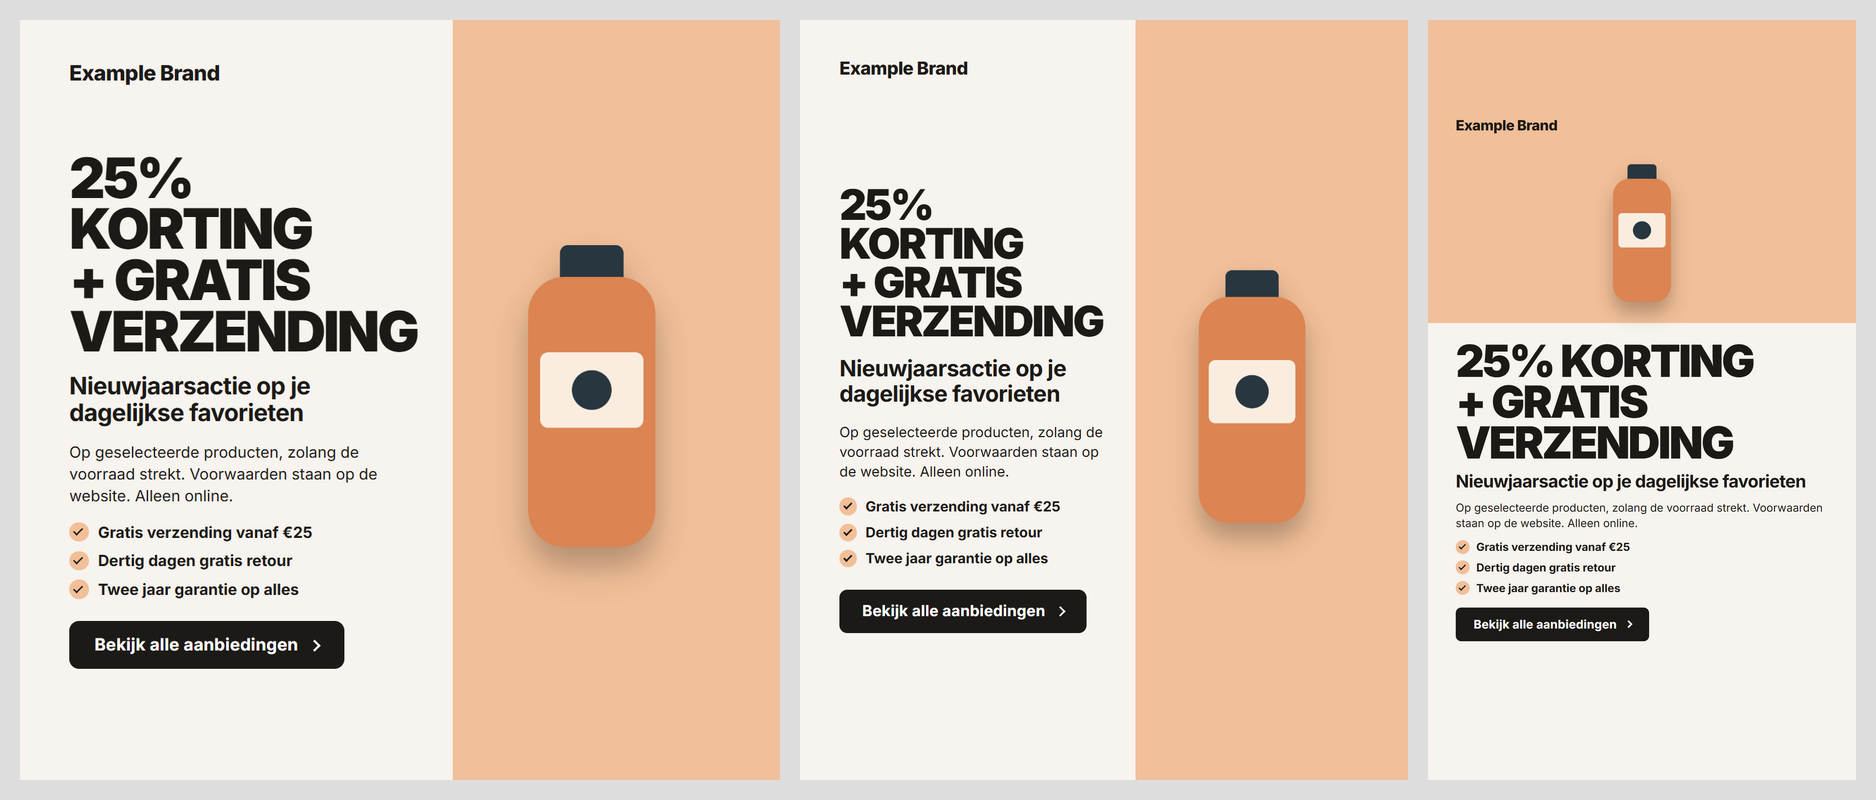 Example Brand
25%
KORTING
+ GRATIS
VERZENDING
Nieuwjaarsactie op je
dagelijkse favorieten
Op geselecteerde producten, zolang de
voorraad strekt. Voorwaarden staan op de
website. Alleen online.
Gratis verzending vanaf €25
Dertig dagen gratis retour
Twee jaar garantie op alles
Bekijk alle aanbiedingen
Example Brand
25%
KORTING
+ GRATIS
VERZENDING
Nieuwjaarsactie op je
dagelijkse favorieten
Op geselecteerde producten, zolang de
voorraad strekt. Voorwaarden staan op
de website. Alleen online.
Gratis verzending vanaf €25
Dertig dagen gratis retour
Twee jaar garantie op alles
Bekijk alle aanbiedingen
Example Brand
25% KORTING
+ GRATIS
VERZENDING
Nieuwjaarsactie op je dagelijkse favorieten
Op geselecteerde producten, zolang de voorraad strekt. Voorwaarden
staan op de website. Alleen online.
Gratis verzending vanaf €25
Dertig dagen gratis retour
Twee jaar garantie op alles
Bekijk alle aanbiedingen